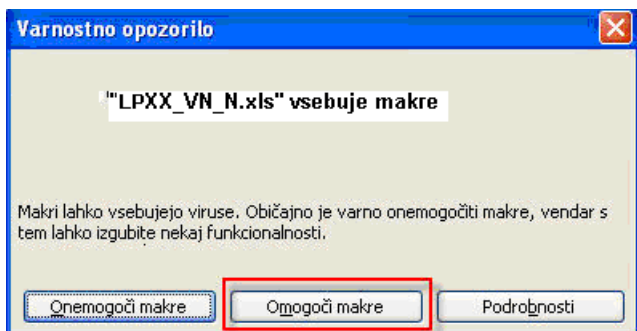 Varnostno opozorilo
"LPXX_VN_N.xls" vsebuje makre
Makri lahko vsebujejo viruse. Običajno je varno onemogočiti makre, vendar s
tem lahko izgubite nekaj funkcionalnosti.
Onemogoči makre
Omogoči makre
Podrobnosti